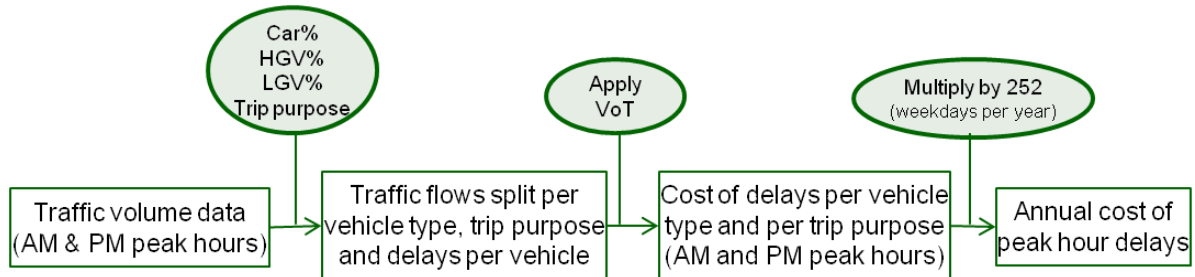 Car%
HGV%
LGV%
Trip purpose
Apply
VoT
Multiply by 252
(weekdays per year)
Traffic volume data
(AM & PM peak hours)
Traffic flows split per
vehicle type, trip purpose
and delays per vehicle
Cost of delays per vehicle
type and per trip purpose
(AM and PM peak hours)
Annual cost of
peak hour delays